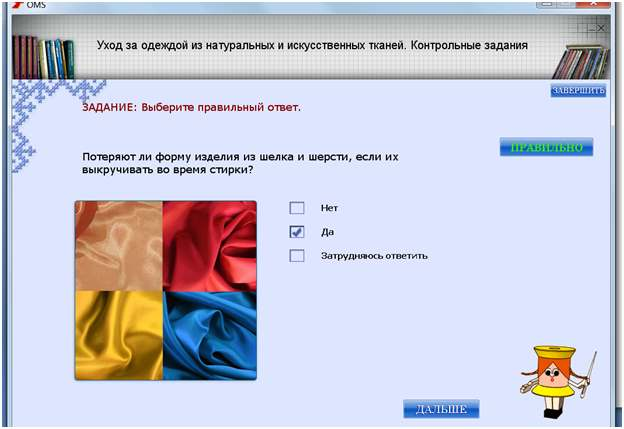 OMS
Уход за одеждой из натуральных и искусственных тканей. Контрольные задания
ЗАВЕРШИТЬ
ЗАДАНИЕ: Выберите правильный ответ.
ПРАВИЛЬНО
Потеряют ли форму изделия из шелка и шерсти, если их
выкручивать во время стирки?
Нет
Да
Затрудняюсь ответить
ДАЛЬШЕ